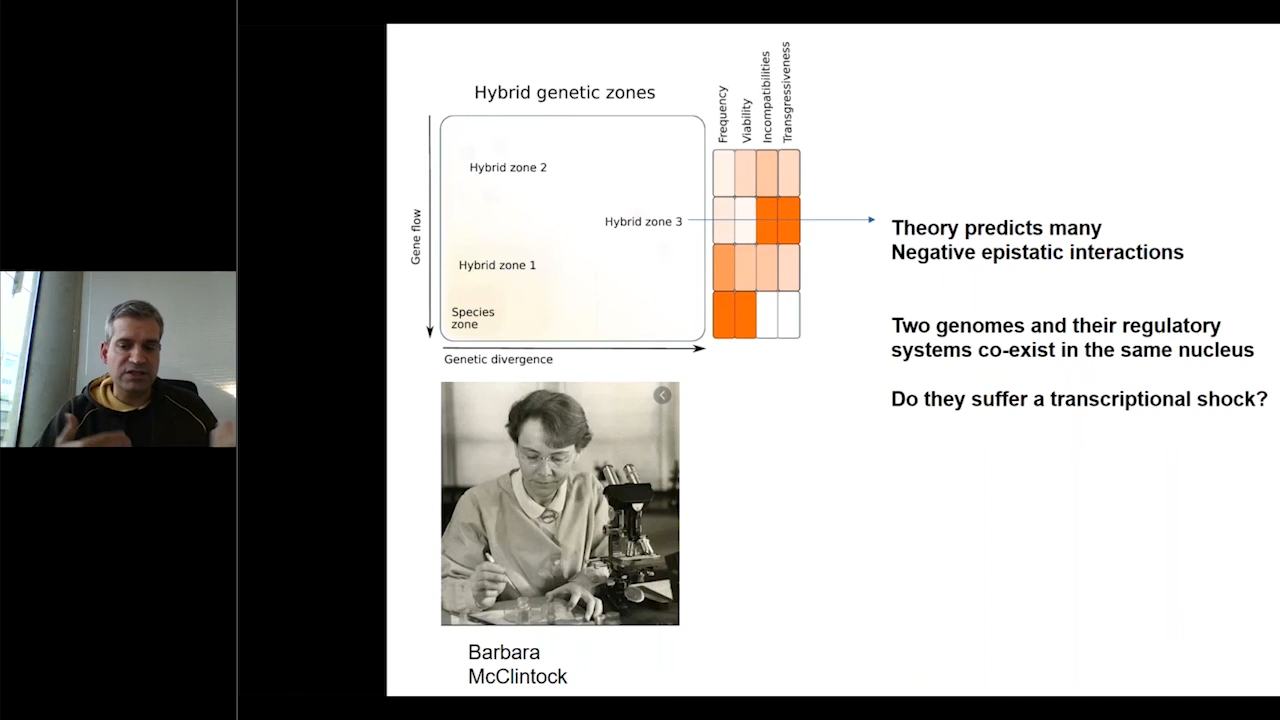 Hybrid genetic zones
Frequency
Viability
Incompatibilities
Transgressiveness
Gene flow
Hybrid zone 2
Hybrid zone 3
Hybrid zone 1
Species
zone
Genetic divergence
Theory predicts many
Negative epistatic interactions
Two genomes and their regulatory
systems co-exist in the same nucleus
Do they suffer a transcriptional shock?
Barbara
McClintock